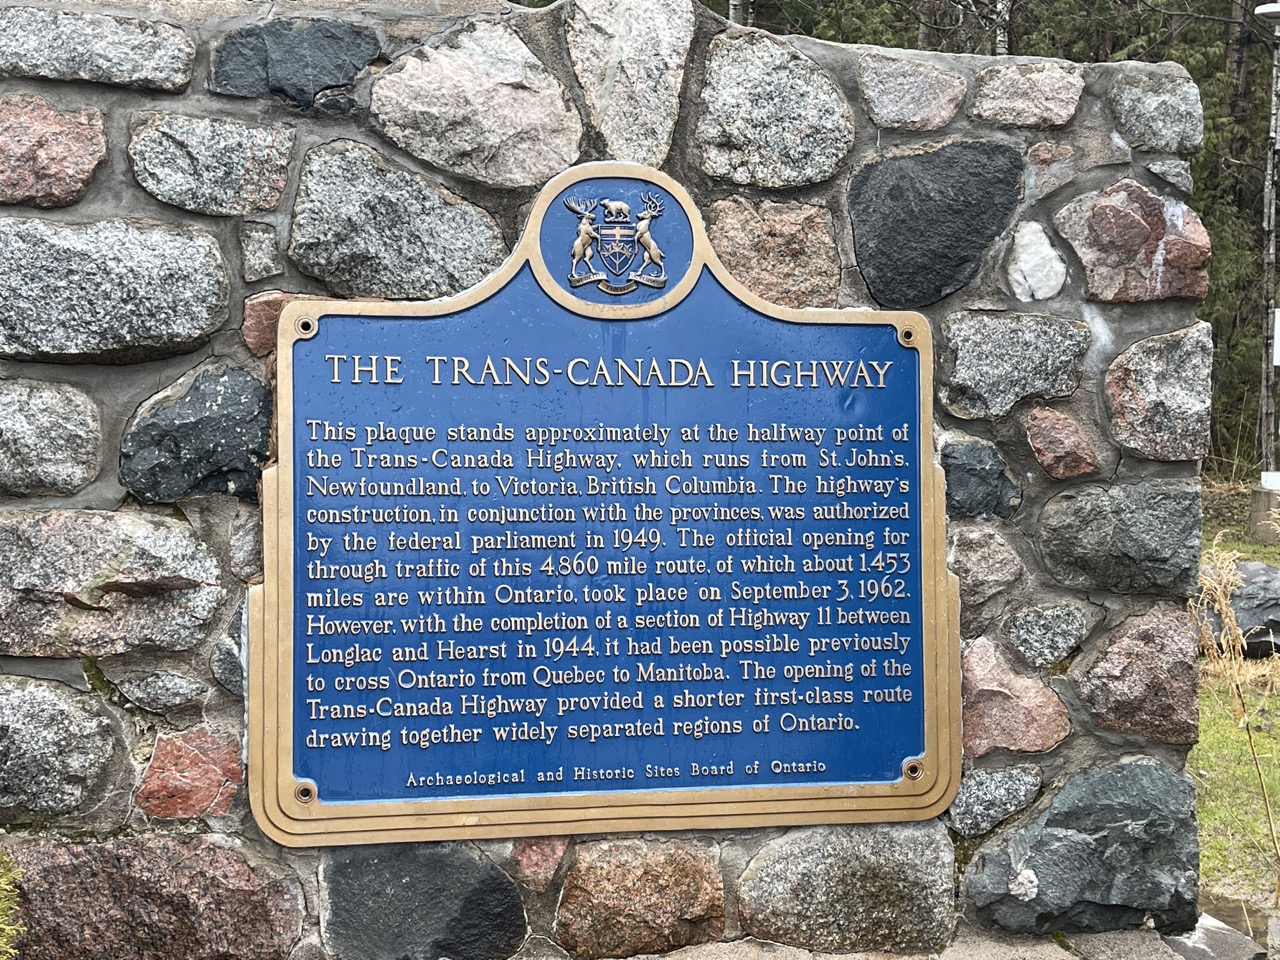 THE TRANS-CANADA HIGHWAY
This plaque stands approximately at the halfway point of
the Trans-Canada Highway, which runs from St. John's,
Newfoundland, to Victoria, British Columbia. The highway's
construction, in conjunction with the provinces, was authorized
by the federal parliament in 1949. The official opening for
through traffic of this 4,860 mile route, of which about 1,453
miles are within Ontario, took place on September 3, 1962.
However, with the completion of a section of Highway 11 between
Longlac and Hearst in 1944, it had been possible previously
to cross Ontario from Quebec to Manitoba. The opening of the
Trans-Canada Highway provided a shorter first-class route
drawing together widely separated regions of Ontario.
Archaeological and Historic Sites Board of Ontario